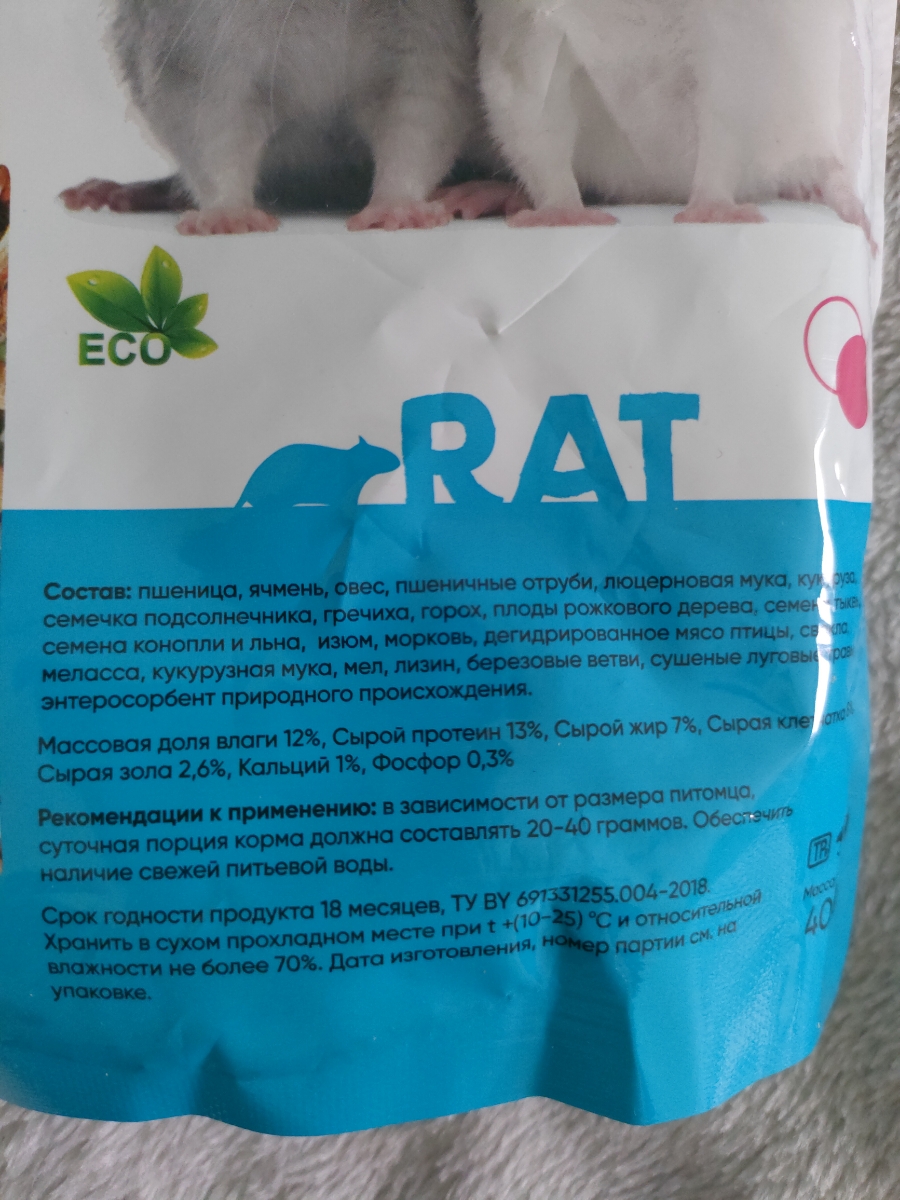 ECO
RAT
Состав: пшеница, ячмень, овес, пшеничные отруби, люцерновая мука,
семечка подсолнечника, гречиха, горох, плоды рожкового дерева,
семена конопли и льна, изюм, морковь, дегидрированное мясо птицы,
меласса, кукурузная мука, мел, лизин, березовые ветви, сушеные луговые
энтеросорбент природного происхождения.
Массовая доля влаги 12%, Сырой протеин 13%, Сырой жир 7%, Сырая
Сырая зола 2,6%, Кальций 1%, Фосфор 0,3%
Рекомендации к применению: в зависимости от размера питомца,
суточная порция корма должна составлять 20-40 граммов. Обеспечить
наличие свежей питьевой воды.
Срок годности продукта 18 месяцев, ТУ BY 691331255.004-2018.
Хранить в сухом прохладном месте при t +(10-25) °C и относительной
влажности не более 70%. Дата изготовления, номер партии см. на
упаковке.
Масса